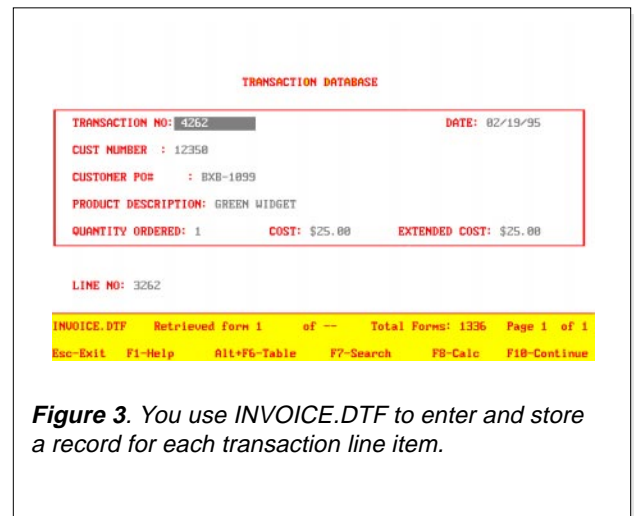 TRANSACTION DATABASE
TRANSACTION NO: 4262 DATE: 02/19/95
CUST NUMBER : 12350
CUSTOMER PO# : BXB-1099
PRODUCT DESCRIPTION: GREEN WIDGET
QUANTITY ORDERED: 1 COST: $25.00 EXTENDED COST: $25.00
LINE NO: 3262
INVOICE.DTF Retrieved form 1 of -- Total Forms: 1336 Page 1 of 1
Esc-Exit F1-Help Alt+F6-Table F7-Search F8-Calc F10-Continue
Figure 3. You use INVOICE.DTF to enter and store
a record for each transaction line item.